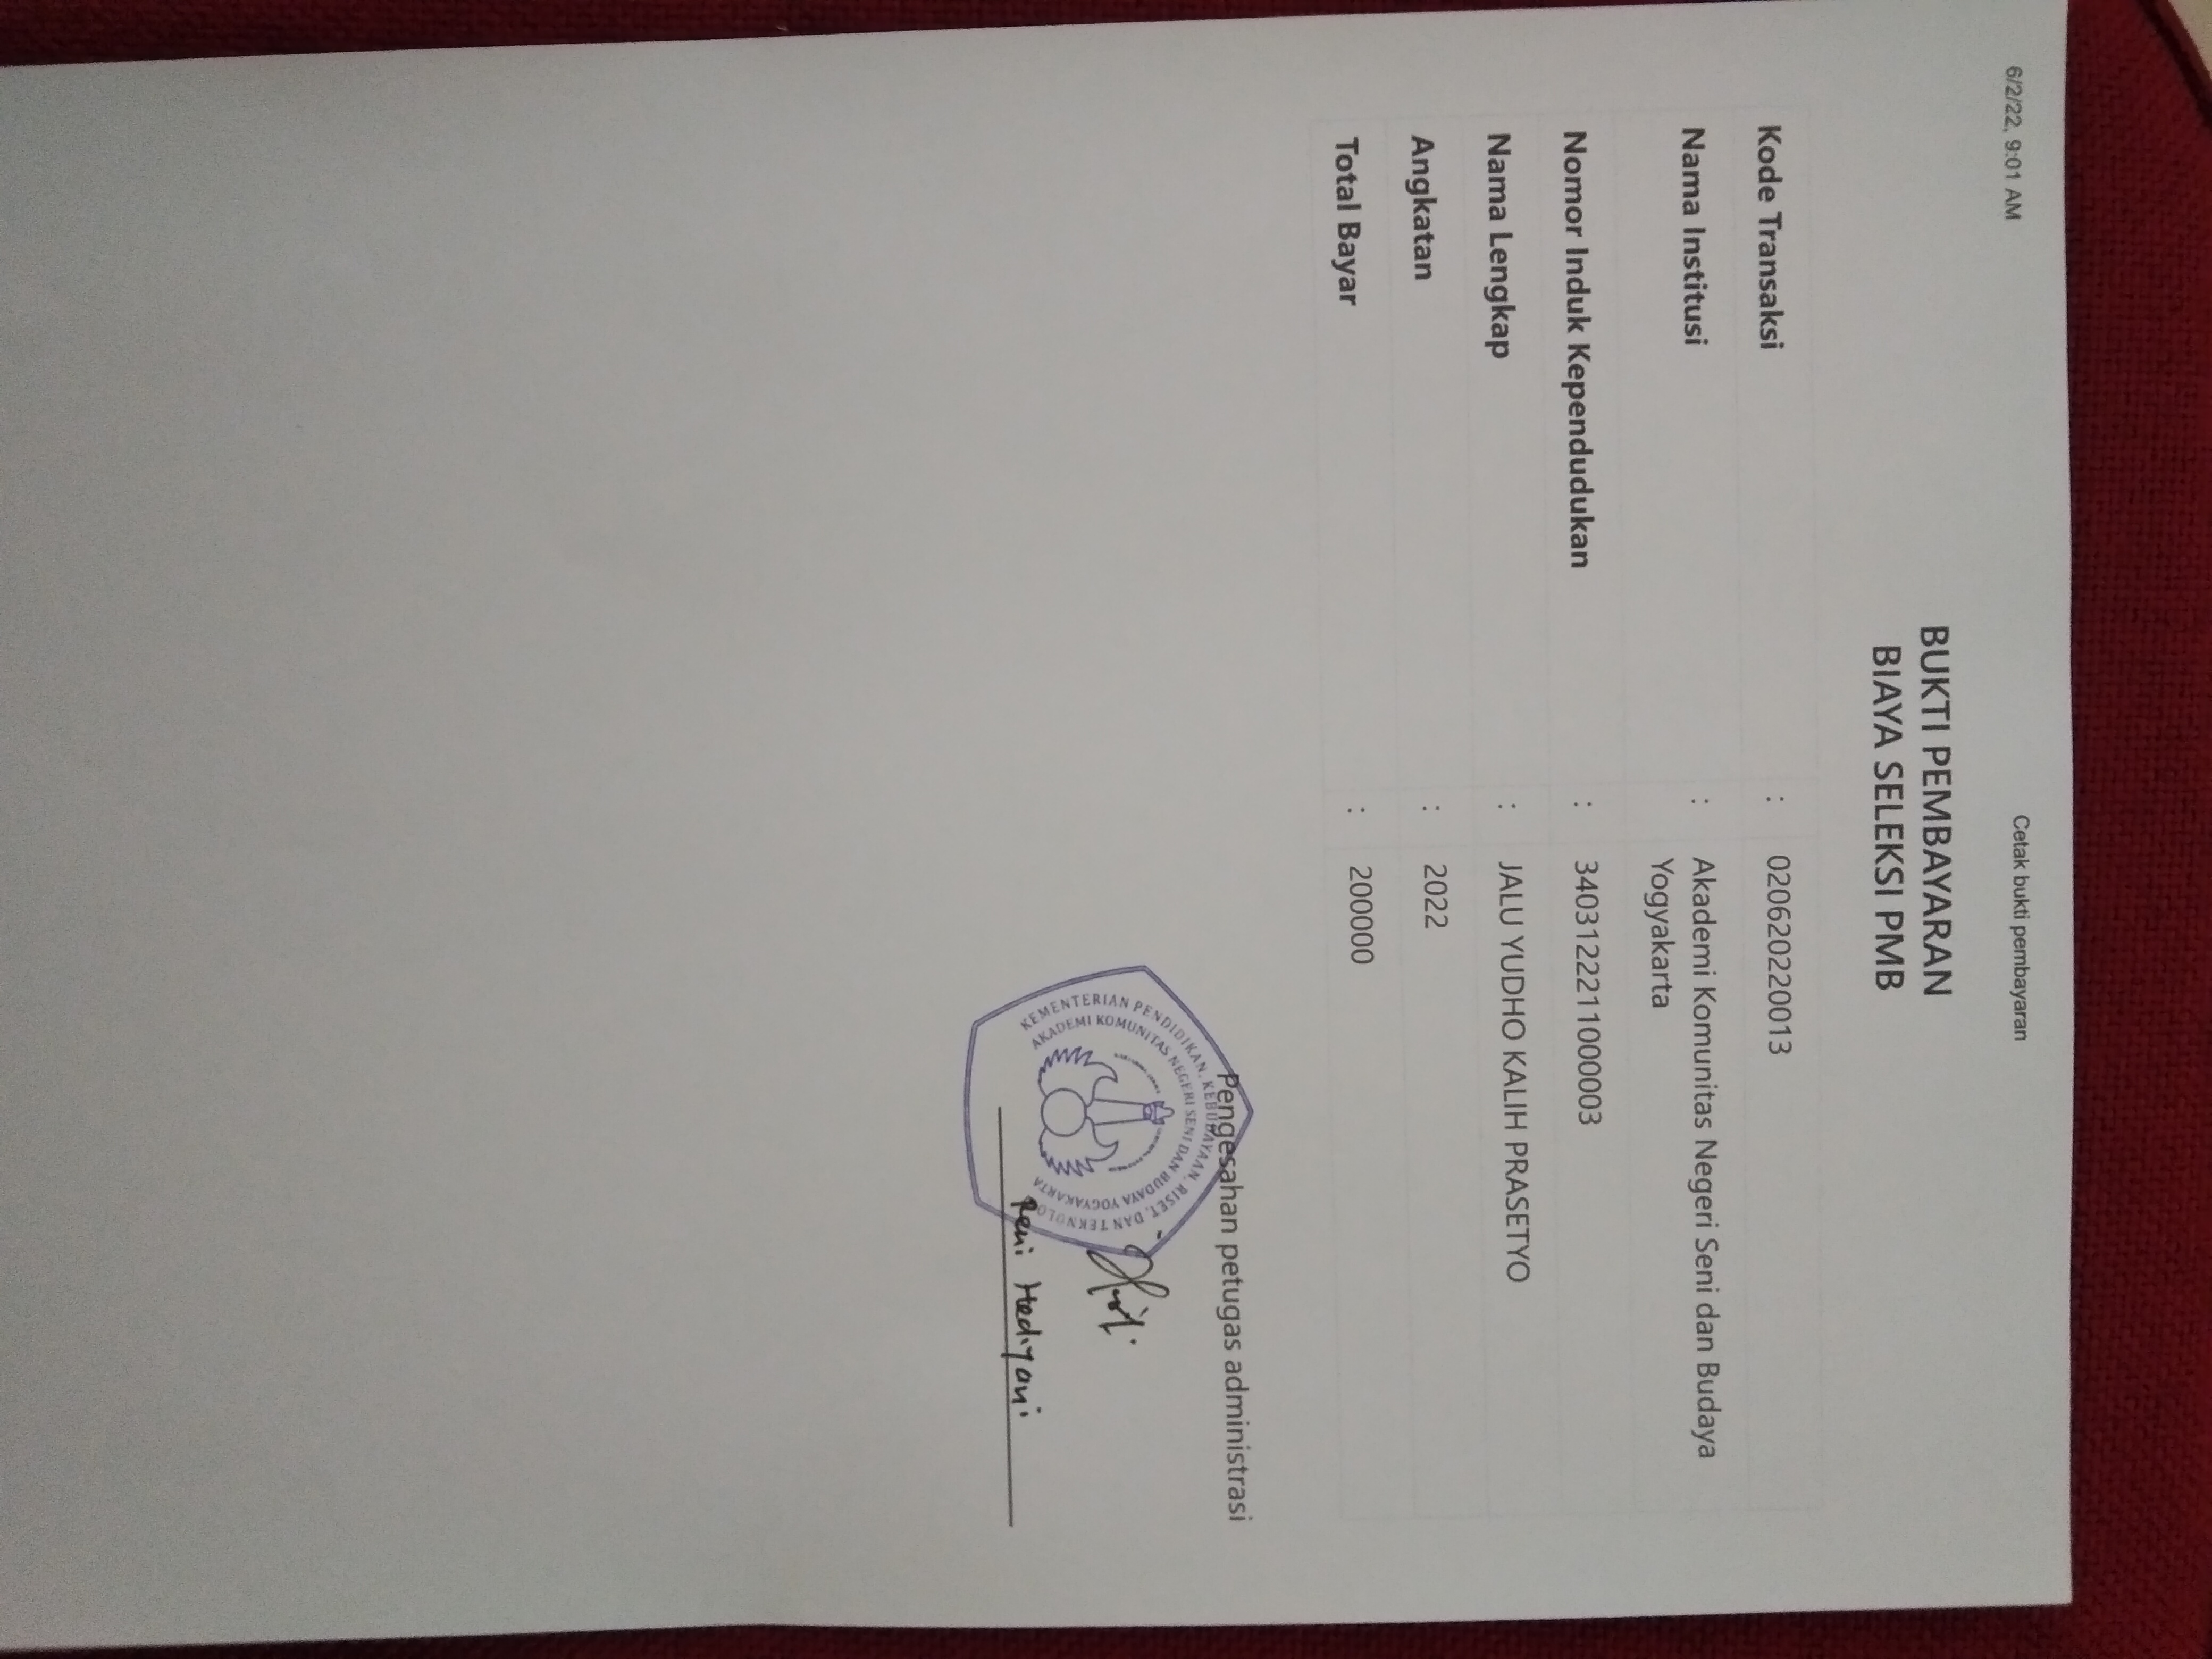 6/2/22, 9:01 AM
Cetak bukti pembayaran
BUKTI PEMBAYARAN
BIAYA SELEKSI PMB
Kode Transaksi : 0206202220013
Nama Institusi : Akademi Komunitas Negeri Seni dan Budaya
Yogyakarta
Nomor Induk Kependudukan : 3403122211000003
Nama Lengkap : JALU YUDHO KALIH PRASETYO
Angkatan : 2022
Total Bayar : 200000
Pengesahan petugas administrasi
KEMENTERIAN PENDIDIKAN, KEBUDAYAAN, RISET, DAN TEKNOLO
AKADEMI KOMUNITAS NEGERI SENI DAN BUDAYA YOGYAKARTA
Reni Hediyani